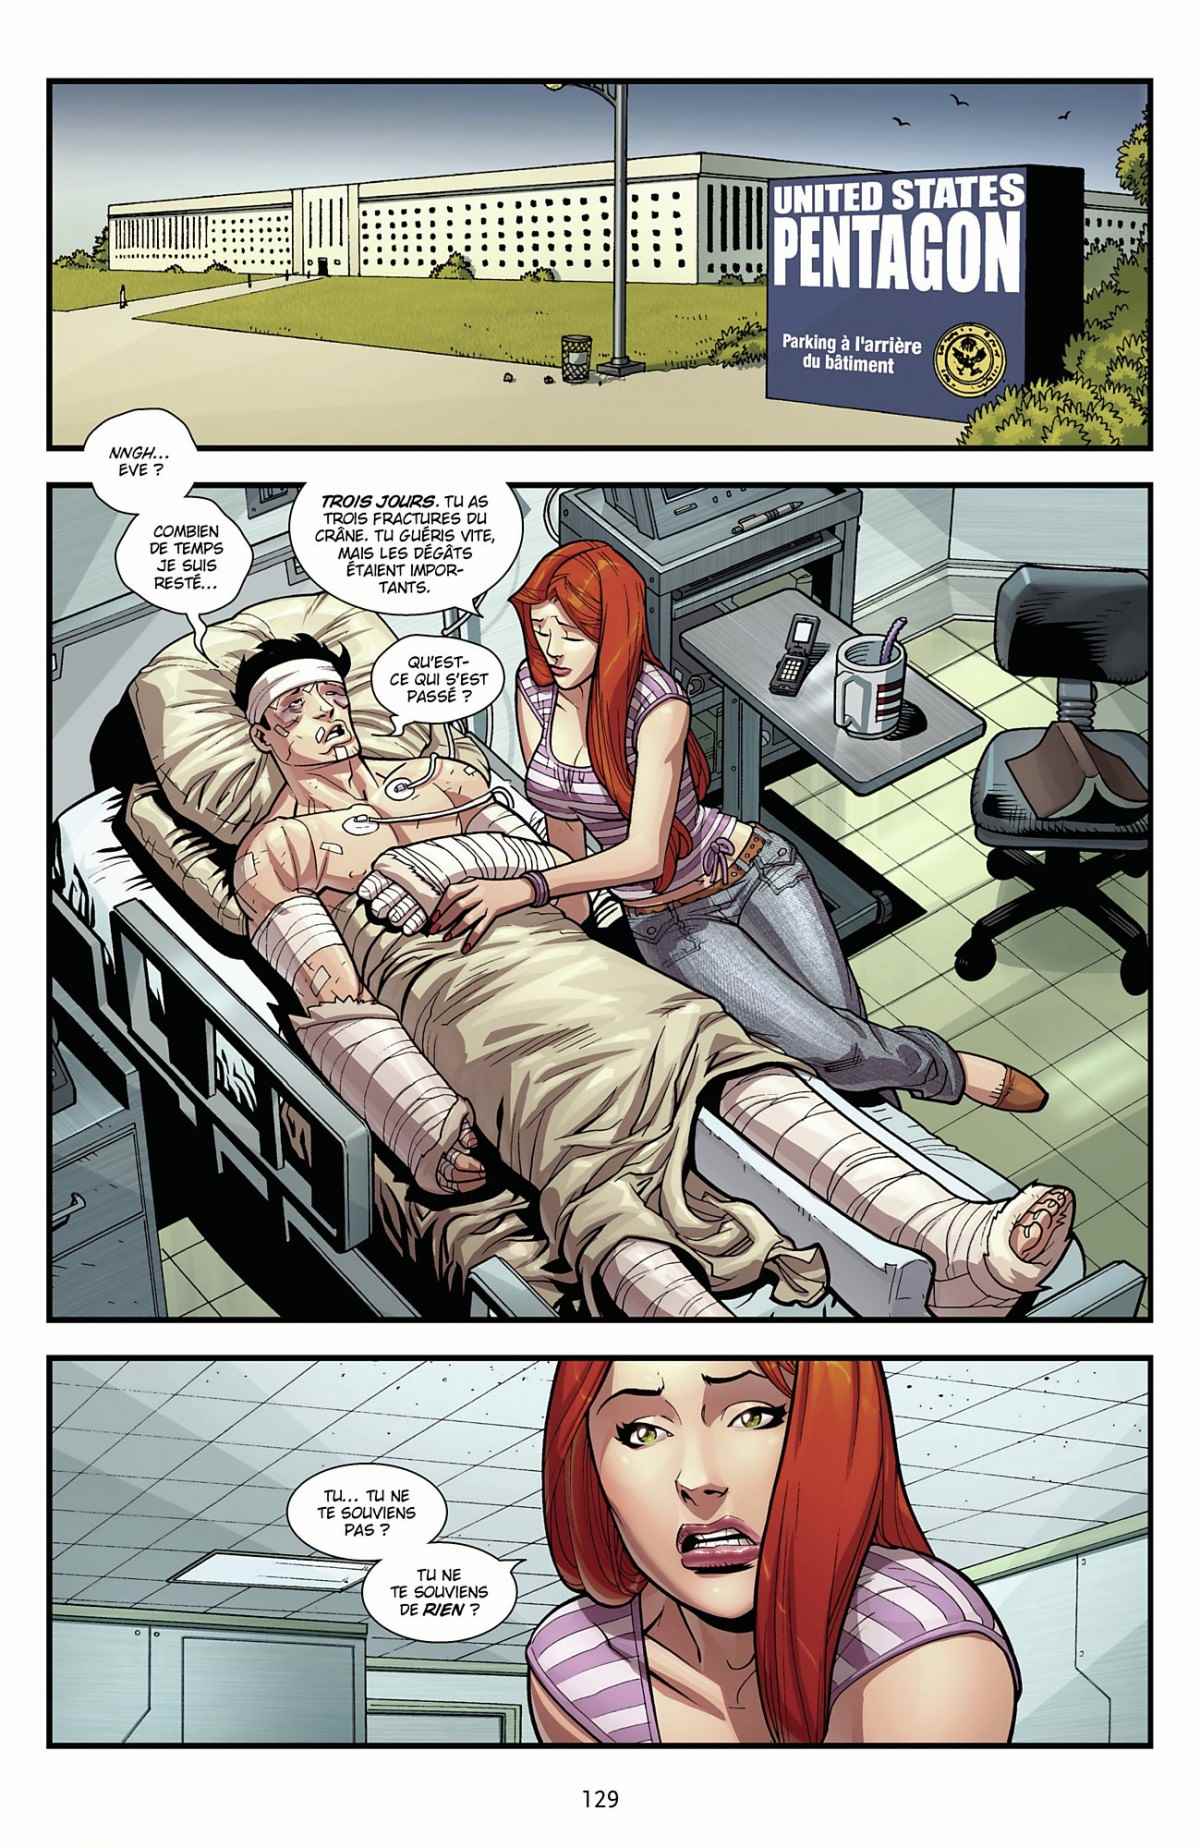 UNITED STATES
PENTAGON
Parking à l'arrière
du bâtiment
NNGH...
EVE ?
COMBIEN
DE TEMPS
JE SUIS
RESTÉ...
TROIS JOURS. TU AS
TROIS FRACTURES DU
CRÂNE. TU GUÉRIS VITE,
MAIS LES DÉGÂTS
ÉTAIENT IMPOR-
TANTS.
QU'EST-
CE QUI S'EST
PASSÉ ?
TU... TU NE
TE SOUVIENS
PAS ?
TU NE
TE SOUVIENS
DE RIEN ?
129